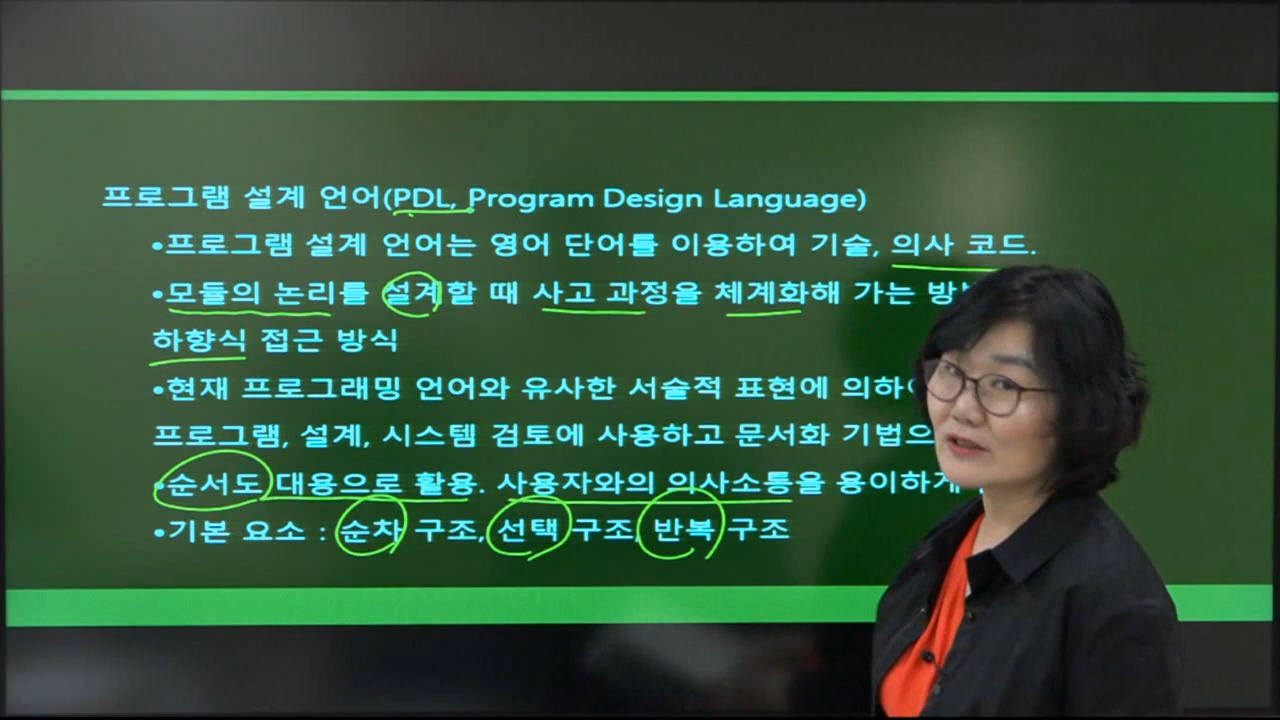 프로그램 설계 언어(PDL, Program Design Language)
•프로그램 설계 언어는 영어 단어를 이용하여 기술, 의사 코드.
•모듈의 논리를 설계할 때 사고 과정을 체계화해 가는
하향식 접근 방식
•현재 프로그래밍 언어와 유사한 서술적 표현에
프로그램, 설계, 시스템 검토에 사용하고 문서화
•순서도 대용으로 활용. 사용자와의 의사소통을 용이하게
•기본 요소 : 순차 구조, 선택 구조, 반복 구조